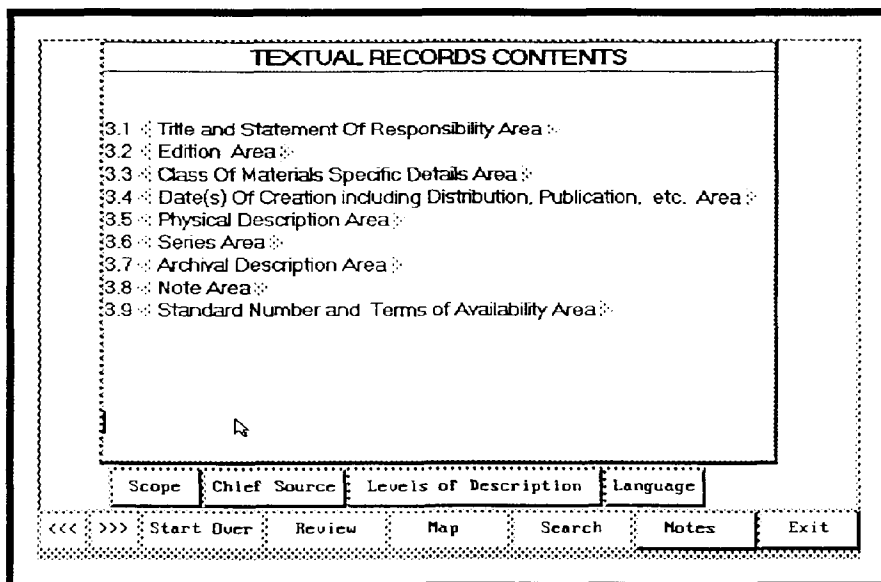 TEXTUAL RECORDS CONTENTS
3.1 Title and Statement Of Responsibility Area
3.2 Edition Area
3.3 Class Of Materials Specific Details Area
3.4 Date(s) Of Creation including Distribution, Publication, etc. Area
3.5 Physical Description Area
3.6 Series Area
3.7 Archival Description Area
3.8 Note Area
3.9 Standard Number and Terms of Availability Area
Scope Chief Source Levels of Description Language
<<< >>> Start Over Review Map Search Notes Exit